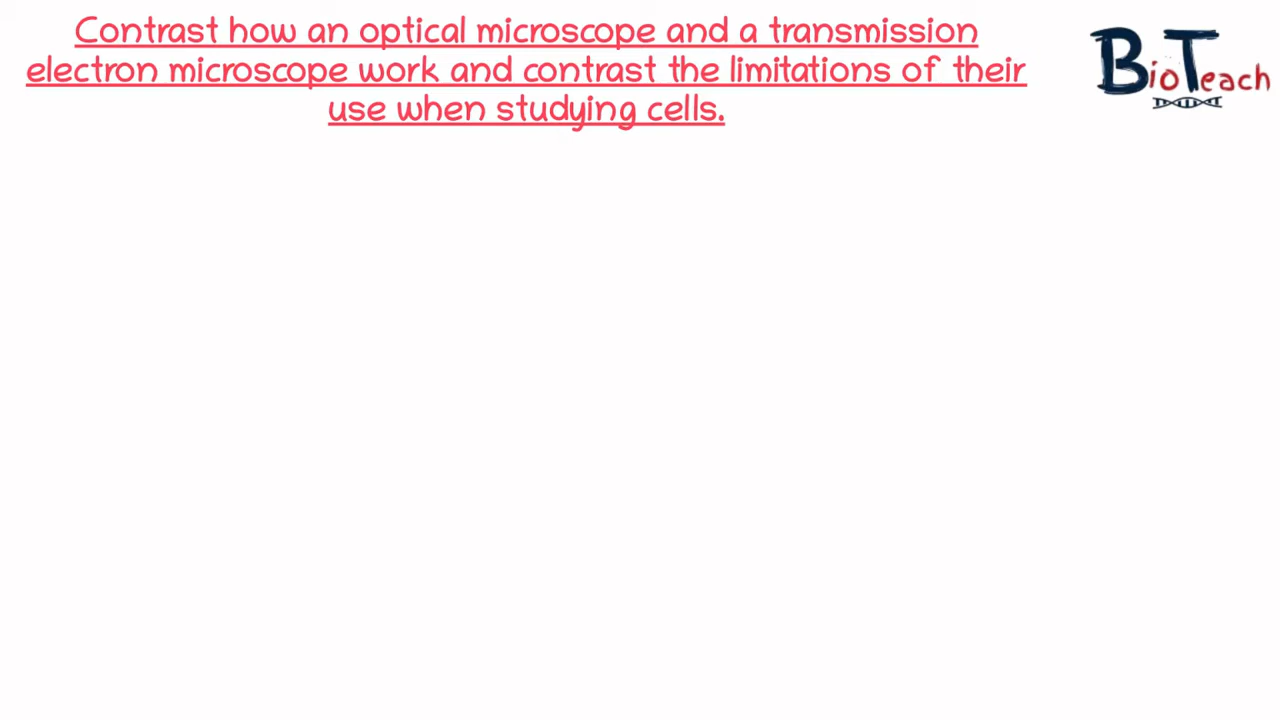 Contrast how an optical microscope and a transmission
electron microscope work and contrast the limitations of their
use when studying cells.
BioTeach